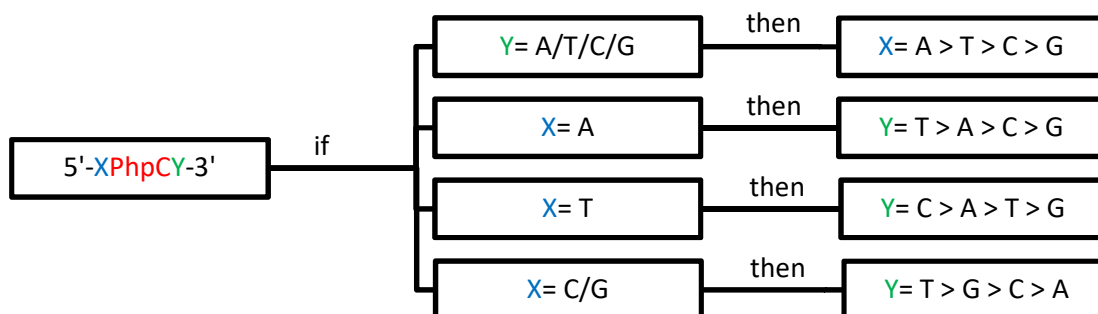 Y= A/T/C/G then X= A > T > C > G
X= A then Y= T > A > C > G
5'-XPhpCY-3' if
X= T then Y= C > A > T > G
X= C/G then Y= T > G > C > A